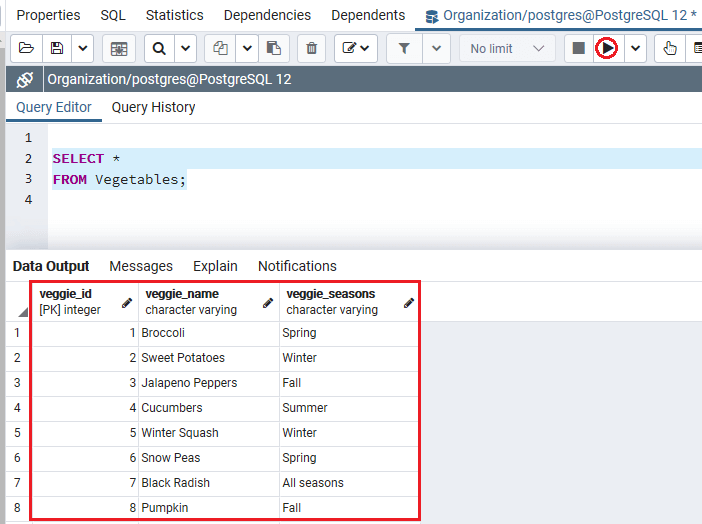 Properties SQL Statistics Dependencies Dependents Organization/postgres@PostgreSQL 12 *
No limit
Organization/postgres@PostgreSQL 12
Query Editor Query History
1
2 SELECT *
3 FROM Vegetables;
4
Data Output Messages Explain Notifications
veggie_id veggie_name veggie_seasons
[PK] integer character varying character varying
1 1 Broccoli Spring
2 2 Sweet Potatoes Winter
3 3 Jalapeno Peppers Fall
4 4 Cucumbers Summer
5 5 Winter Squash Winter
6 6 Snow Peas Spring
7 7 Black Radish All seasons
8 8 Pumpkin Fall